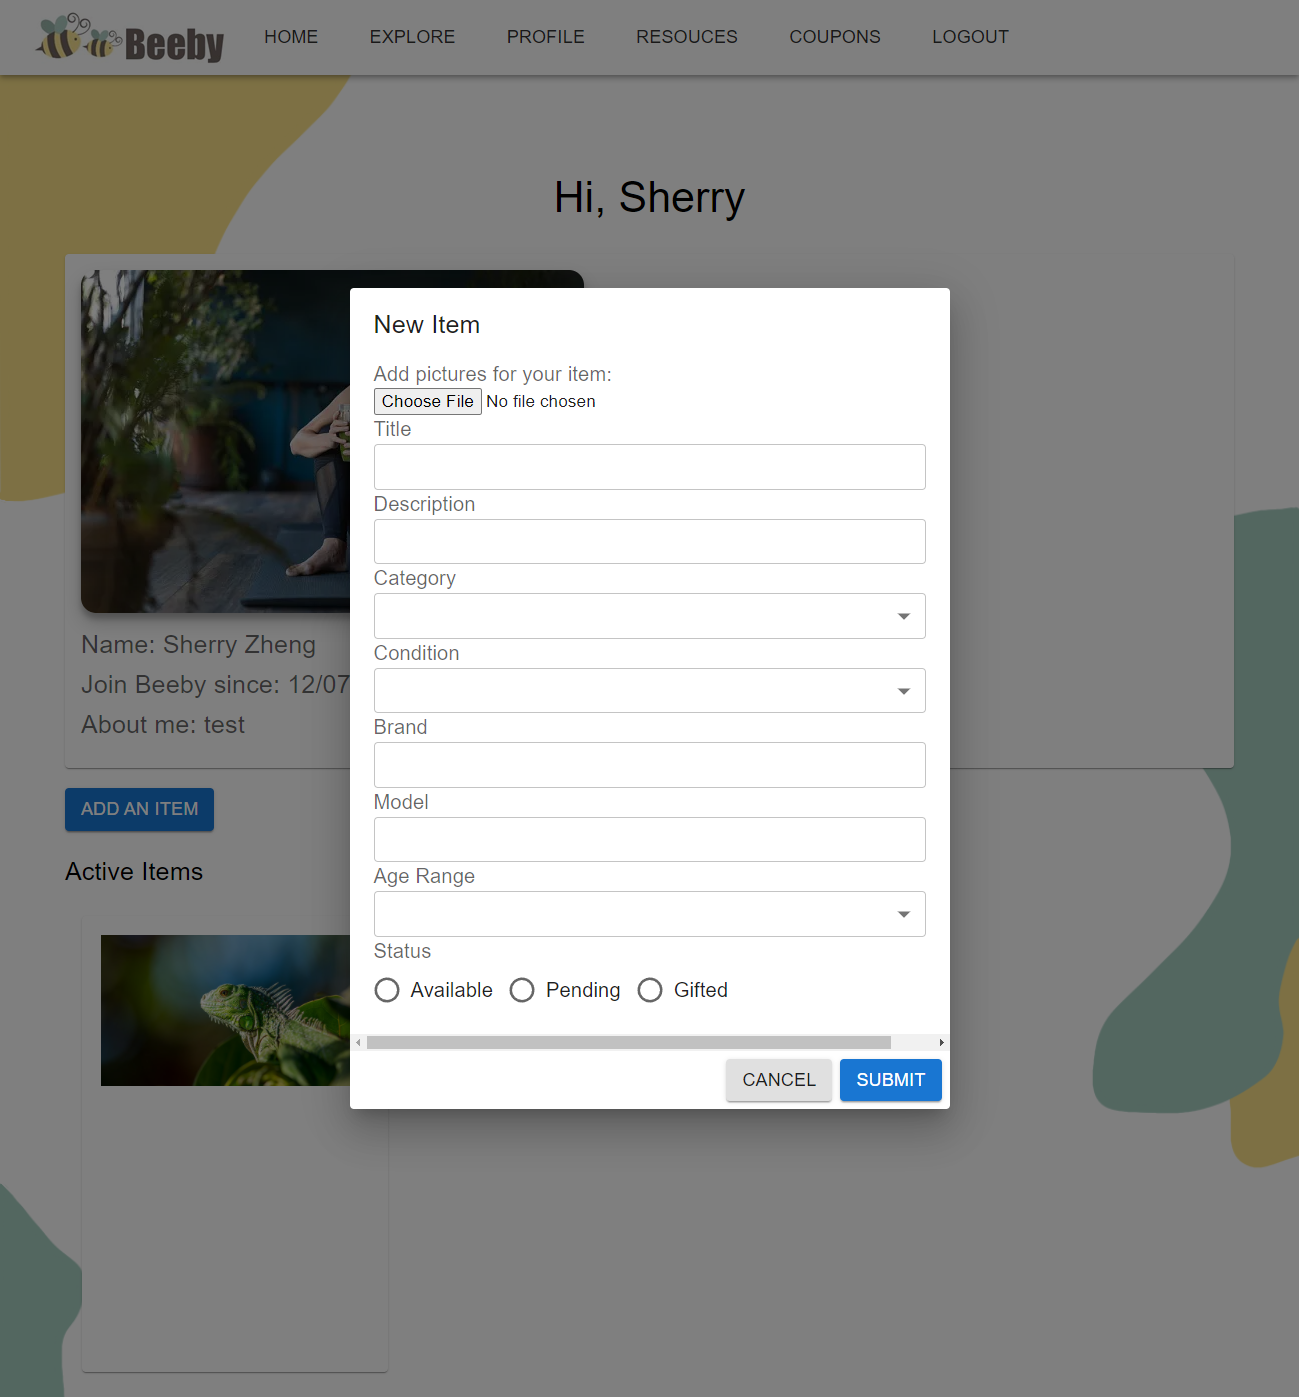 Beeby HOME EXPLORE PROFILE RESOUCES COUPONS LOGOUT
Hi, Sherry
Name: Sherry Zheng
Join Beeby since: 12/07
About me: test
ADD AN ITEM
Active Items
New Item
Add pictures for your item:
Choose File No file chosen
Title
Description
Category
Condition
Brand
Model
Age Range
Status
Available Pending Gifted
CANCEL SUBMIT